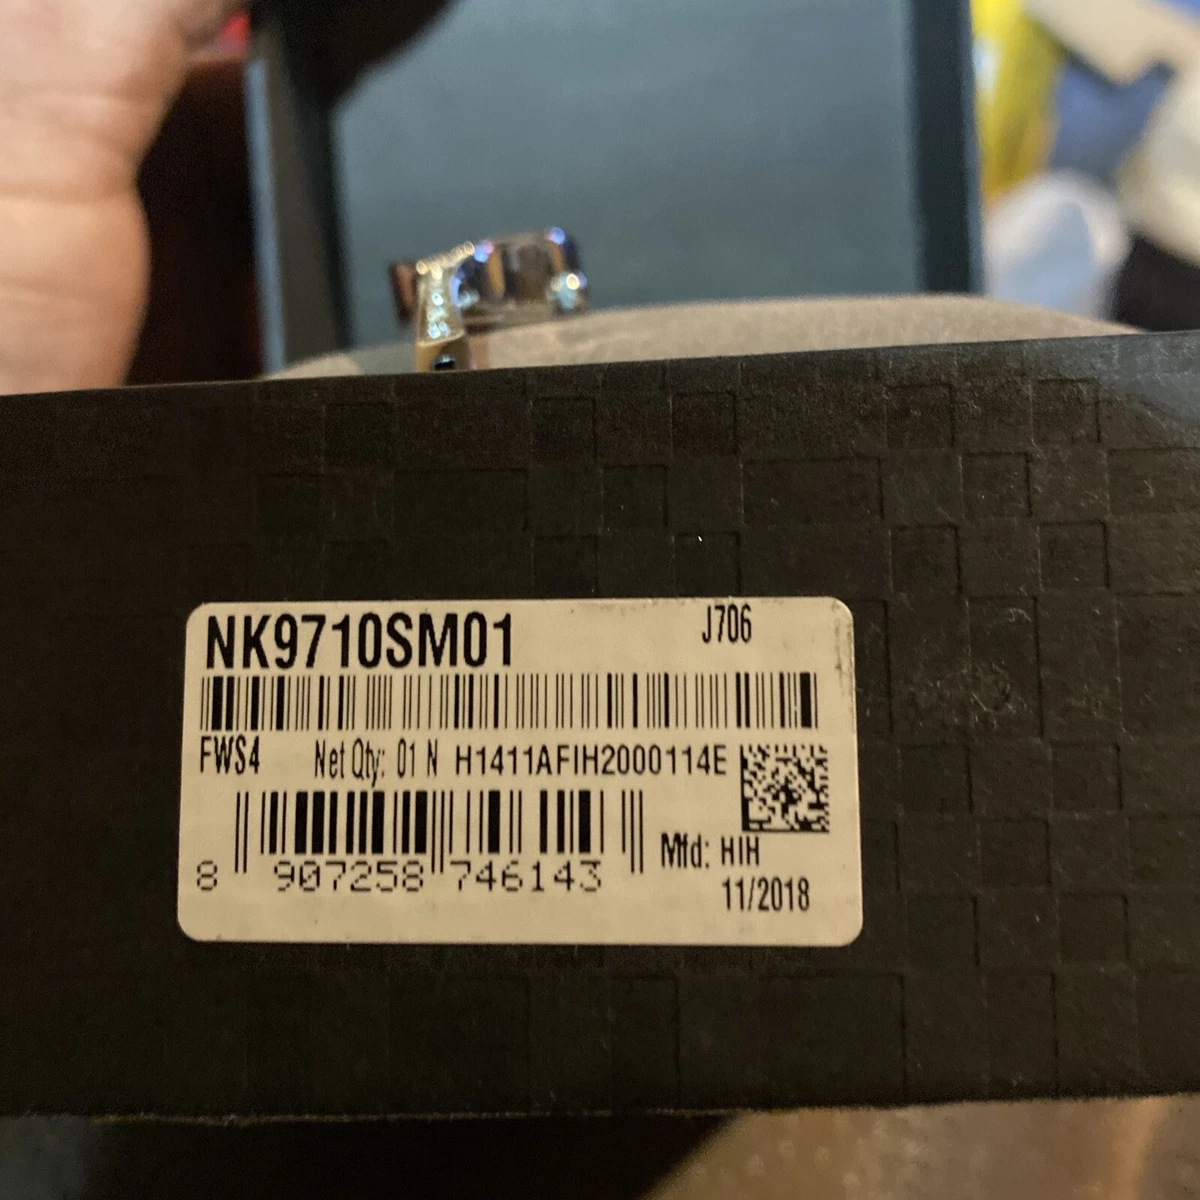 NK9710SM01 J706
FWS4 Net Qty: 01 N H1411AFIH2000114E
8 907258 746143
Mfd: HIH
11/2018